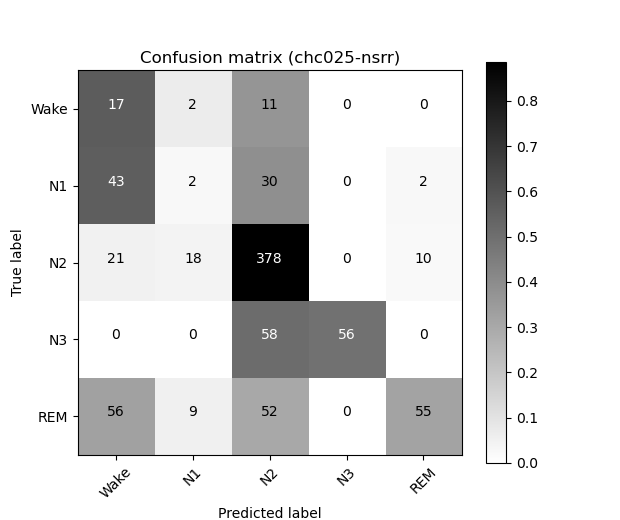 Confusion matrix (chc025-nsrr)
Wake 17 2 11 0 0
N1 43 2 30 0 2
N2 21 18 378 0 10
N3 0 0 58 56 0
REM 56 9 52 0 55
Wake N1 N2 N3 REM
Predicted label
True label
0.8
0.7
0.6
0.5
0.4
0.3
0.2
0.1
0.0